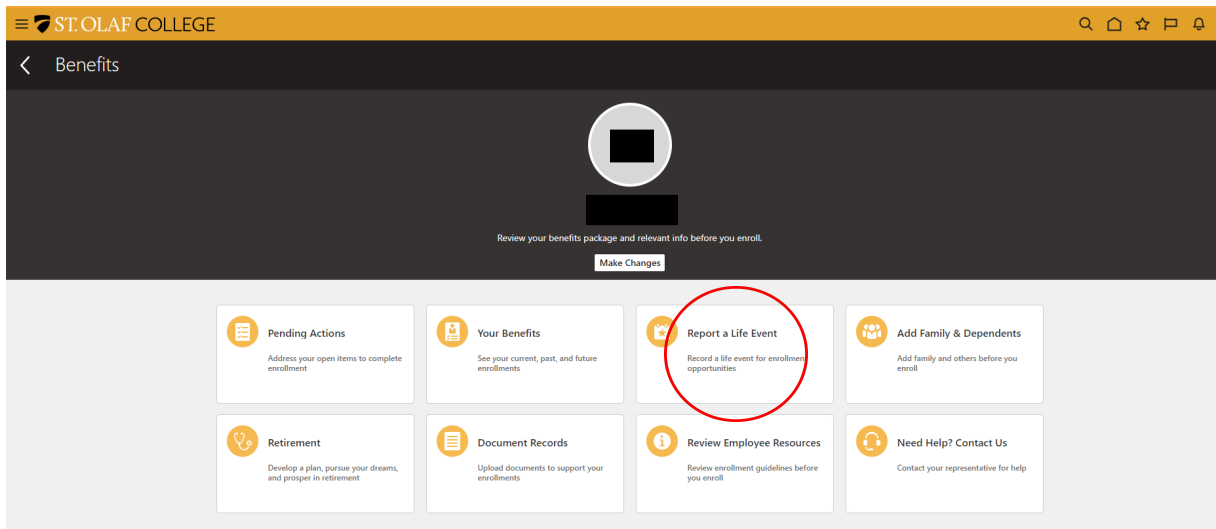 ST. OLAF COLLEGE
Benefits
Review your benefits package and relevant info before you enroll.
Make Changes
Pending Actions
Address your open items to complete
enrollment
Your Benefits
See your current, past, and future
enrollments
Report a Life Event
Record a life event for enrollment
opportunities
Add Family & Dependents
Add family and others before you
enroll
Retirement
Develop a plan, pursue your dreams,
and prosper in retirement
Document Records
Upload documents to support your
enrollments
Review Employee Resources
Review enrollment guidelines before
you enroll
Need Help? Contact Us
Contact your representative for help